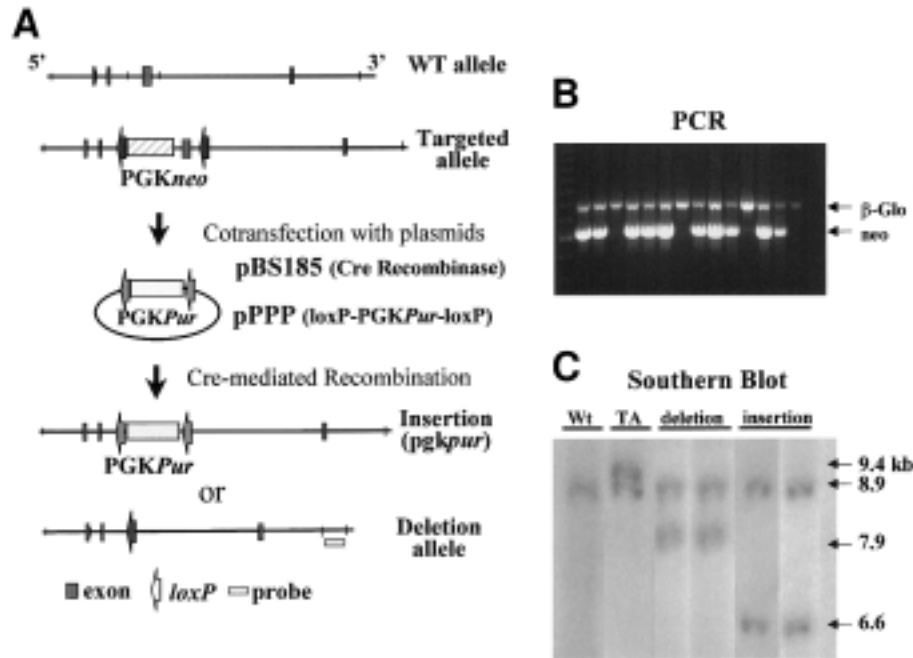 A
5’ 3’
WT allele
Targeted
allele
PGKneo
Cotransfection with plasmids
pBS185 (Cre Recombinase)
PGKPur
pPPP (loxP-PGKPur-loxP)
Cre-mediated Recombination
Insertion
(pgkpur)
PGKPur
or
Deletion
allele
exon loxP probe
B
PCR
β-Glo
neo
C
Southern Blot
Wt TA deletion insertion
9.4 kb
8.9
7.9
6.6